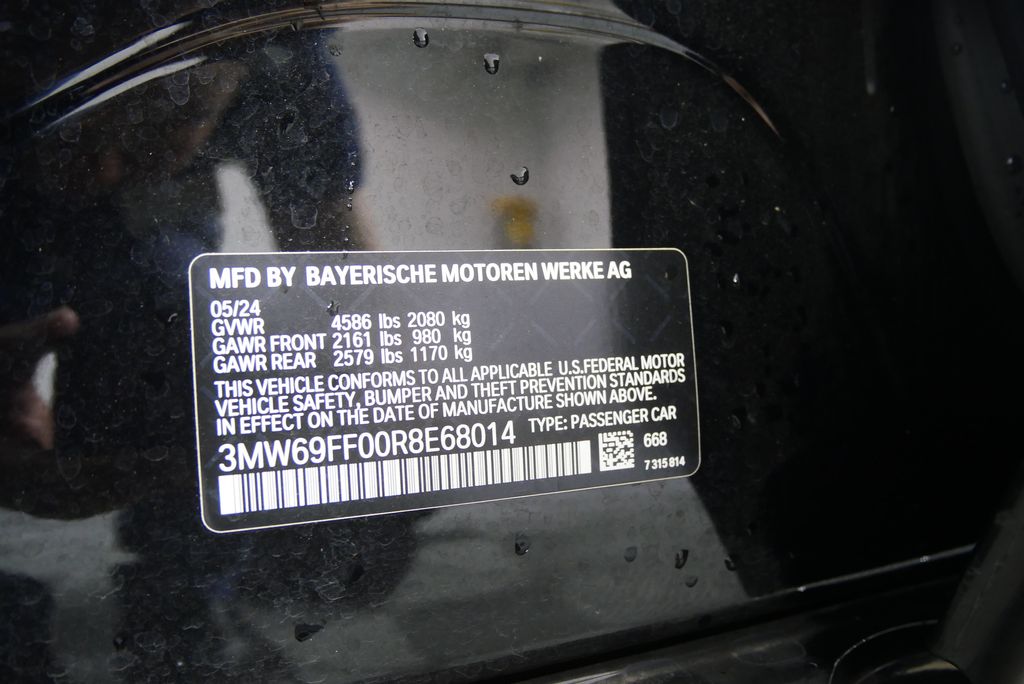 MFD BY BAYERISCHE MOTOREN WERKE AG
05/24
GVWR 4586 lbs 2080 kg
GAWR FRONT 2161 lbs 980 kg
GAWR REAR 2579 lbs 1170 kg
THIS VEHICLE CONFORMS TO ALL APPLICABLE U.S.FEDERAL MOTOR
VEHICLE SAFETY, BUMPER AND THEFT PREVENTION STANDARDS
IN EFFECT ON THE DATE OF MANUFACTURE SHOWN ABOVE.
TYPE: PASSENGER CAR
3MW69FF00R8E68014
668
7 315 814